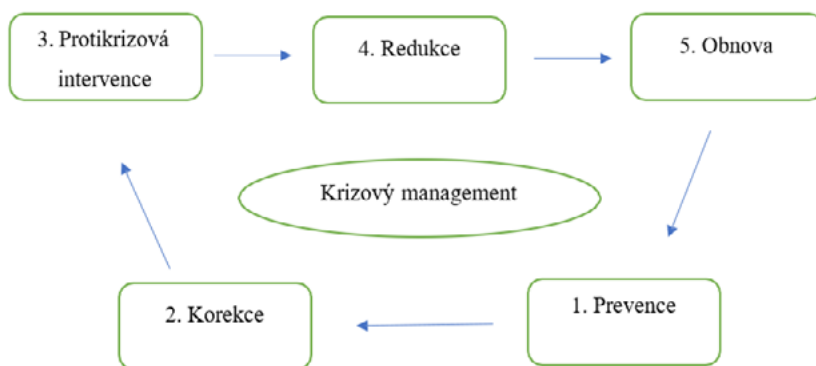 3. Protikrizová
intervence
4. Redukce
5. Obnova
Krizový management
2. Korekce
1. Prevence